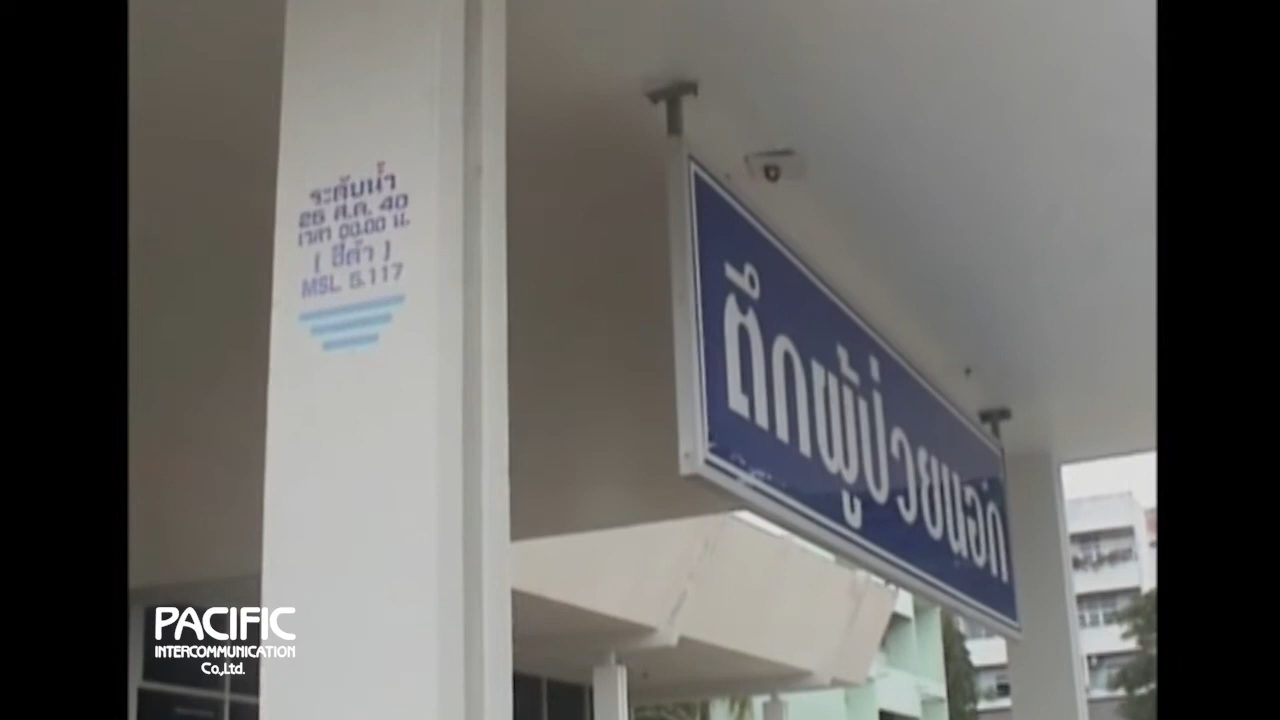 ระดับน้ำ
26 ส.ค. 40
เวลา 00.00 น.
( ซีต้า )
MSL 5.117
ตึกผู้ป่วยนอก
PACIFIC
INTERCOMMUNICATION
Co.,Ltd.